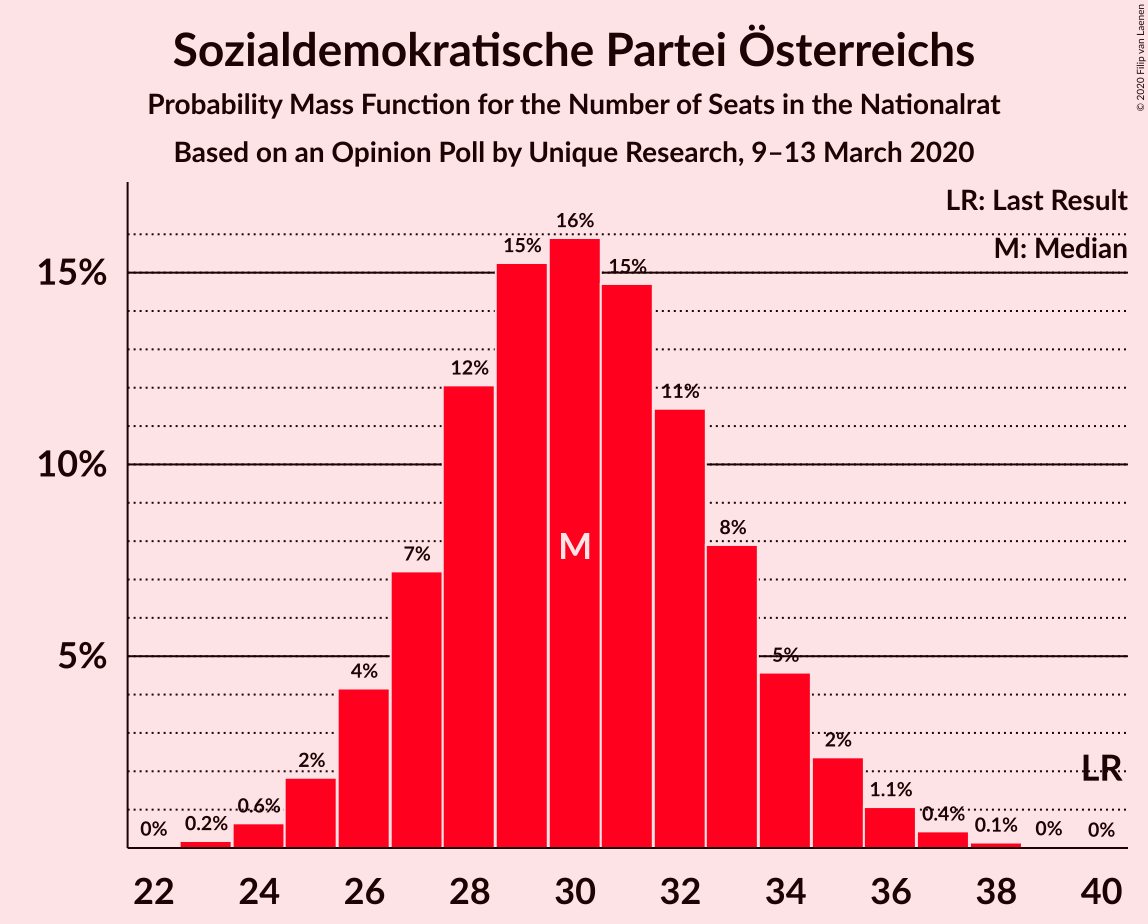 Sozialdemokratische Partei Österreichs
Probability Mass Function for the Number of Seats in the Nationalrat
Based on an Opinion Poll by Unique Research, 9–13 March 2020
© 2020 Filip van Laenen
LR: Last Result
M: Median
15%
10%
5%
0%
0.2%
0.6%
2%
4%
7%
12%
15%
16%
15%
11%
8%
5%
2%
1.1%
0.4%
0.1%
0%
0%
M
LR
22 24 26 28 30 32 34 36 38 40